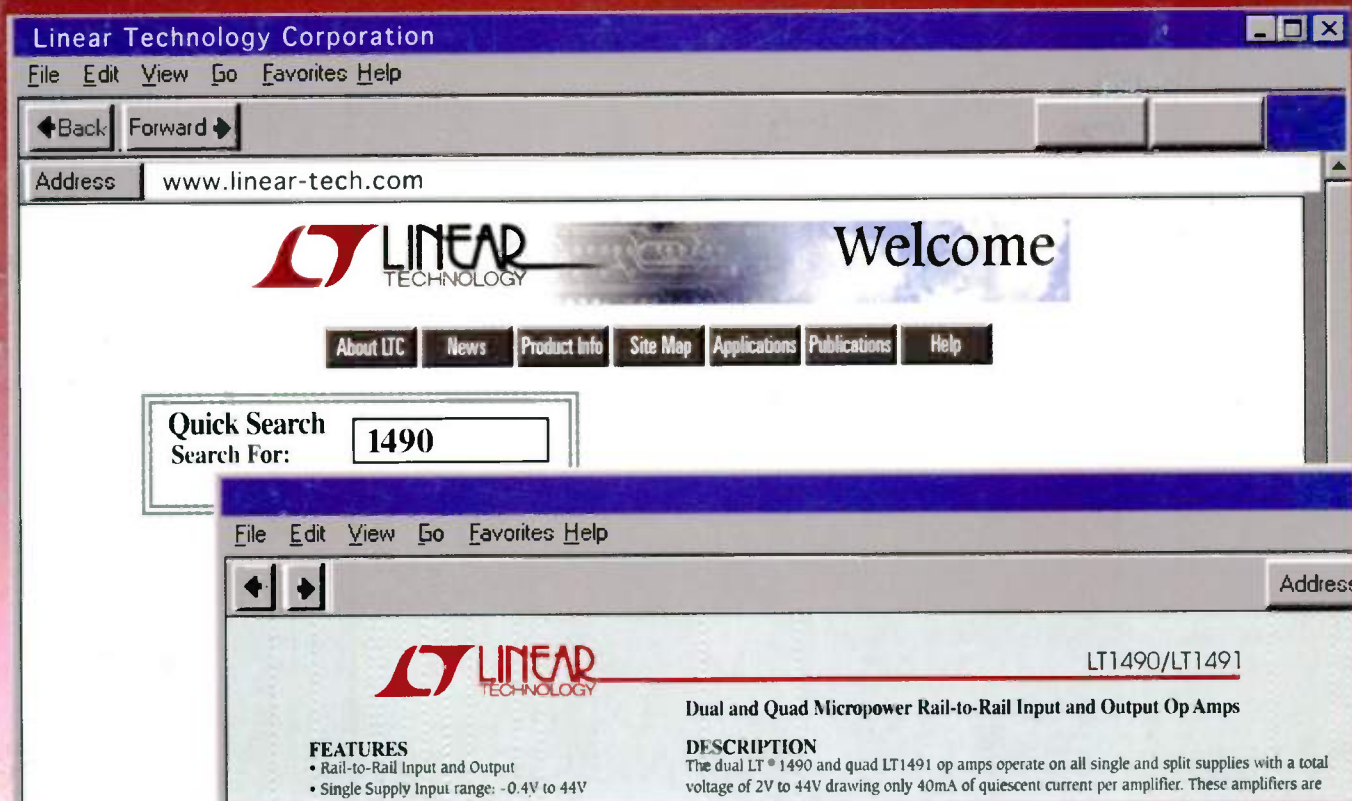 Linear Technology Corporation
File Edit View Go Favorites Help
Back Forward
Address www.linear-tech.com
LINEAR
TECHNOLOGY
Welcome
About LTC News Product Info Site Map Applications Publications Help
Quick Search
Search For: 1490
File Edit View Go Favorites Help
Address
LINEAR
TECHNOLOGY
LT1490/LT1491
Dual and Quad Micropower Rail-to-Rail Input and Output Op Amps
FEATURES
• Rail-to-Rail Input and Output
• Single Supply Input range: -0.4V to 44V
DESCRIPTION
The dual LT® 1490 and quad LT1491 op amps operate on all single and split supplies with a total
voltage of 2V to 44V drawing only 40mA of quiescent current per amplifier. These amplifiers are